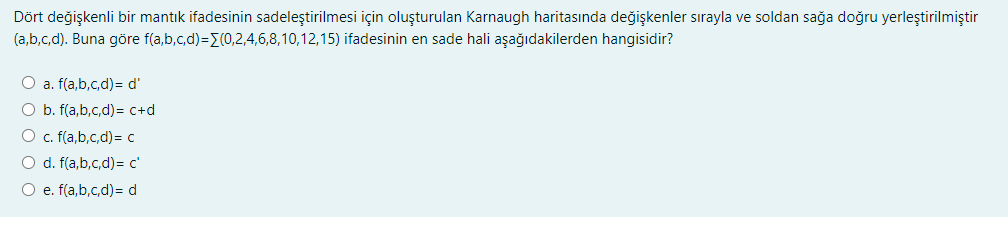 Dört değişkenli bir mantık ifadesinin sadeleştirilmesi için oluşturulan Karnaugh haritasında değişkenler sırayla ve soldan sağa doğru yerleştirilmiştir
(a,b,c,d). Buna göre f(a,b,c,d)=∑(0,2,4,6,8,10,12,15) ifadesinin en sade hali aşağıdakilerden hangisidir?
a. f(a,b,c,d)= d'
b. f(a,b,c,d)= c+d
c. f(a,b,c,d)= c
d. f(a,b,c,d)= c'
e. f(a,b,c,d)= d